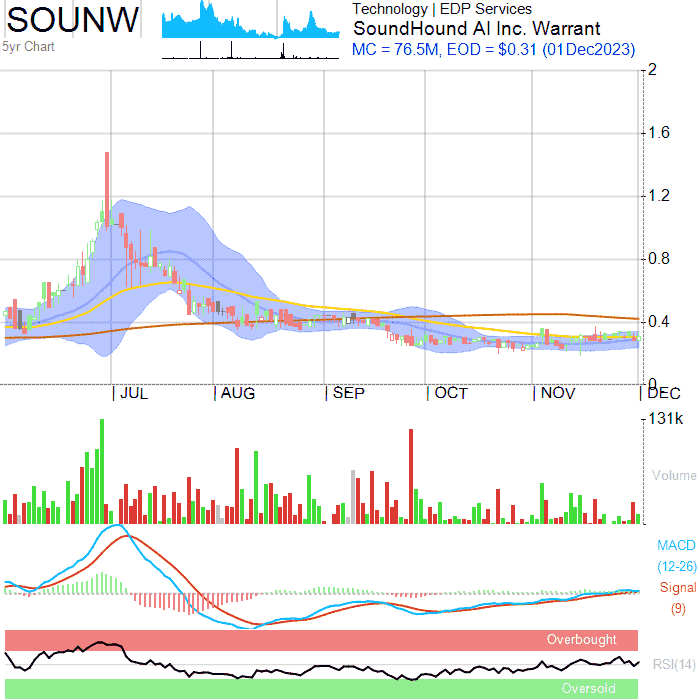 SOUNW
5yr Chart
Technology | EDP Services
SoundHound AI Inc. Warrant
MC = 76.5M, EOD = $0.31 (01Dec2023)
2
1.6
1.2
0.8
0.4
0
JUL AUG SEP OCT NOV DEC
131k
Volume
MACD
(12-26)
Signal
(9)
Overbought
RSI(14)
Oversold